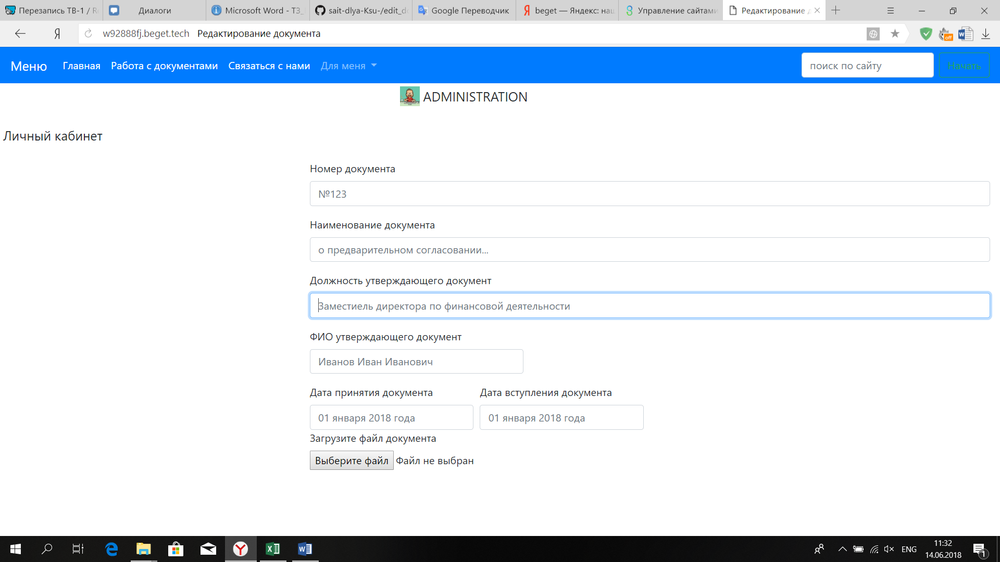 Перезапись ТВ-1 / R
Диалоги
Microsoft Word - ТЗ_
sait-dlya-Ksu-/edit_d
Google Переводчик
beget — Яндекс: на
Управление сайтами
Редактирование
w92888fj.beget.tech Редактирование документа
off
Меню Главная Работа с документами Связаться с нами Для меня поиск по сайту Начать
ADMINISTRATION
Личный кабинет
Номер документа
№123
Наименование документа
о предварительном согласовании...
Должность утверждающего документ
Заместиель директора по финансовой деятельности
ФИО утверждающего документ
Иванов Иван Иванович
Дата принятия документа Дата вступления документа
01 января 2018 года 01 января 2018 года
Загрузите файл документа
Выберите файл Файл не выбран
ENG
11:32
14.06.2018
1